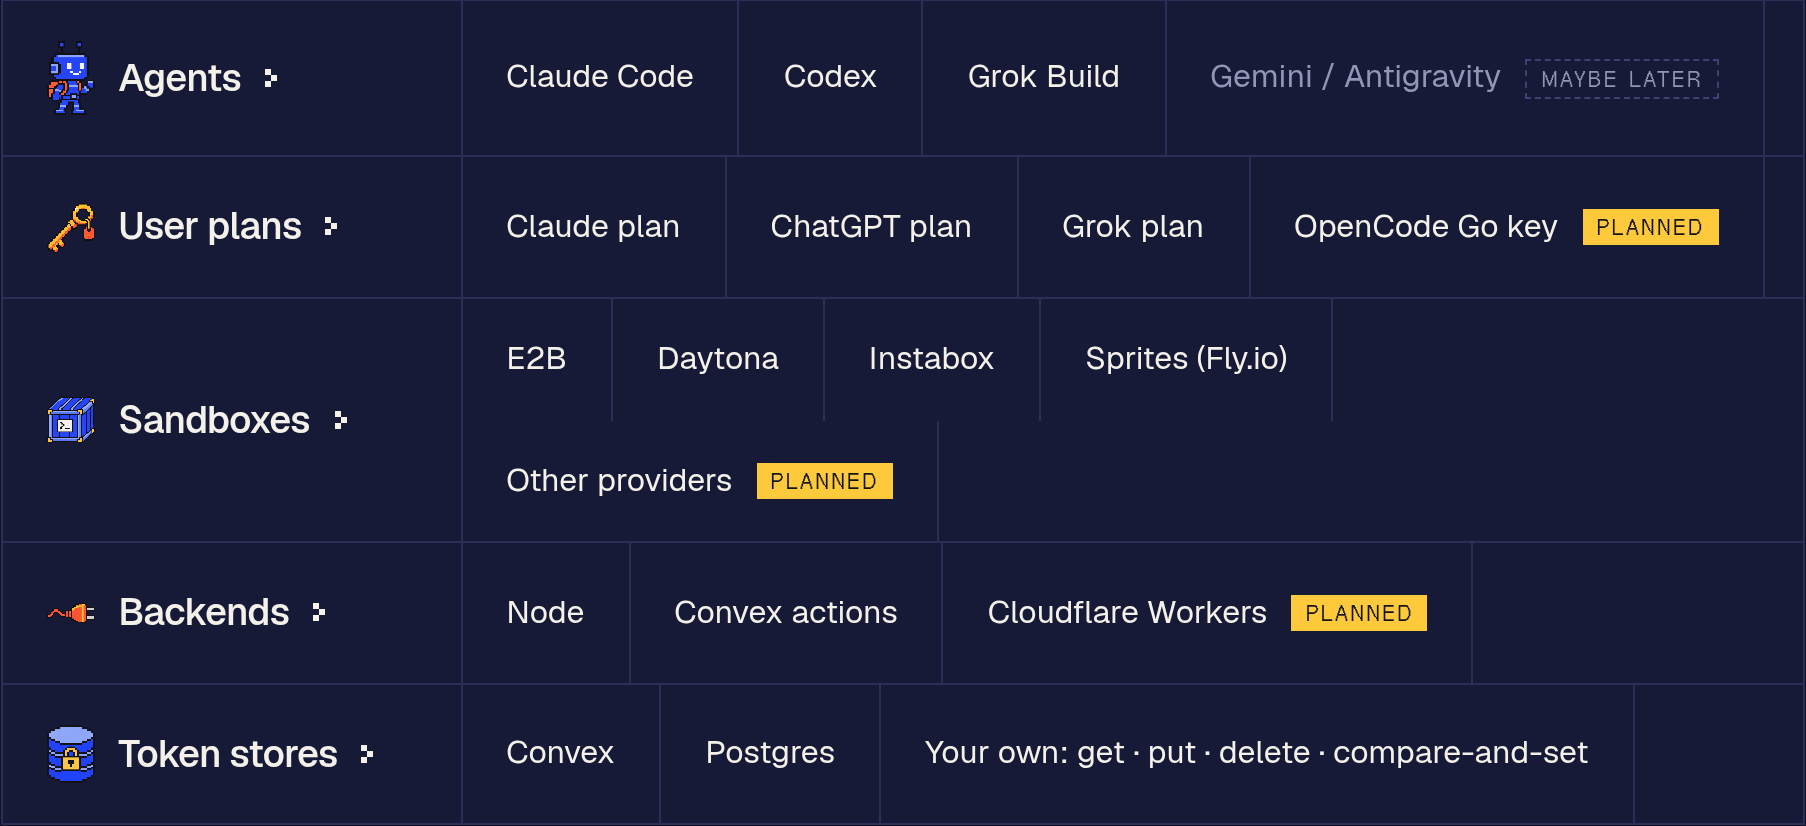 Agents
Claude Code
Codex
Grok Build
Gemini / Antigravity MAYBE LATER
User plans
Claude plan
ChatGPT plan
Grok plan
OpenCode Go key PLANNED
Sandboxes
E2B
Daytona
Instabox
Sprites (Fly.io)
Other providers PLANNED
Backends
Node
Convex actions
Cloudflare Workers PLANNED
Token stores
Convex
Postgres
Your own: get · put · delete · compare-and-set